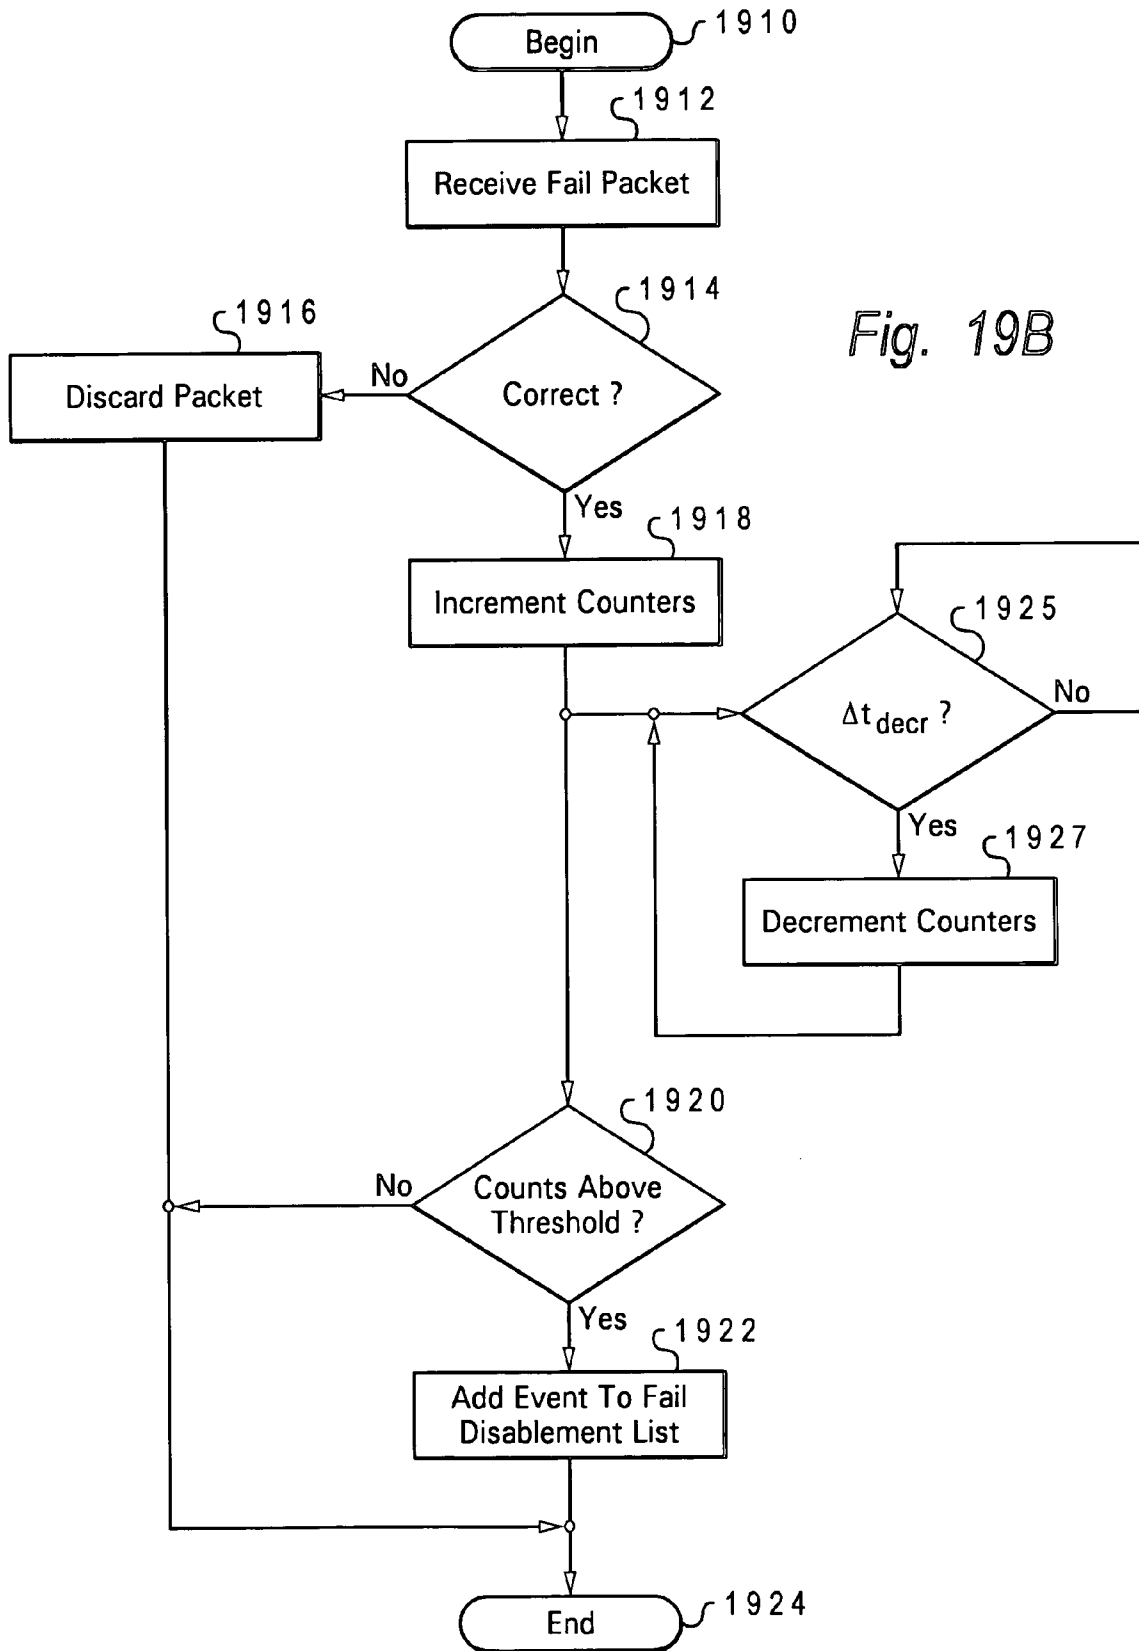 Begin
1910
1912
Receive Fail Packet
1914
1916
Fig. 19B
Discard Packet
No
Correct ?
Yes
1918
Increment Counters
1925
Δt decr ?
No
Yes
1927
Decrement Counters
1920
No
Counts Above
Threshold ?
Yes
1922
Add Event To Fail
Disablement List
End
1924